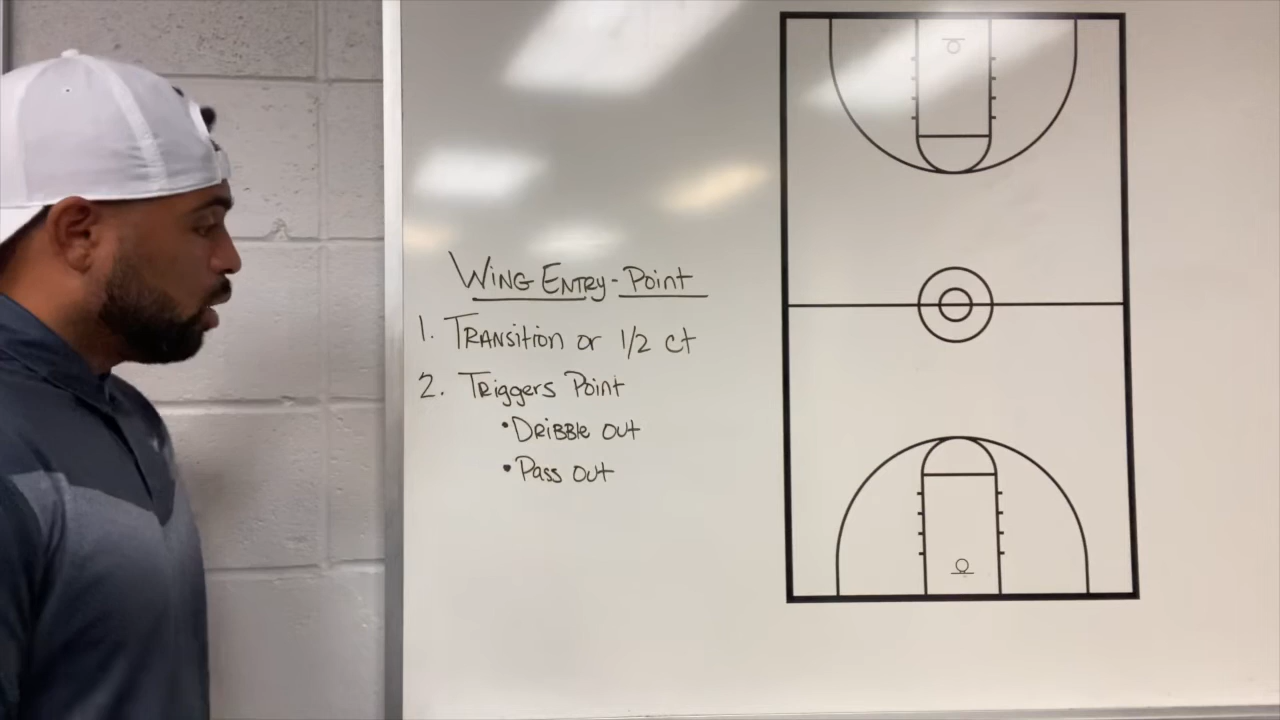 Wing Entry - Point
1. Transition or 1/2 ct
2. Triggers Point
• Dribble out
• Pass out